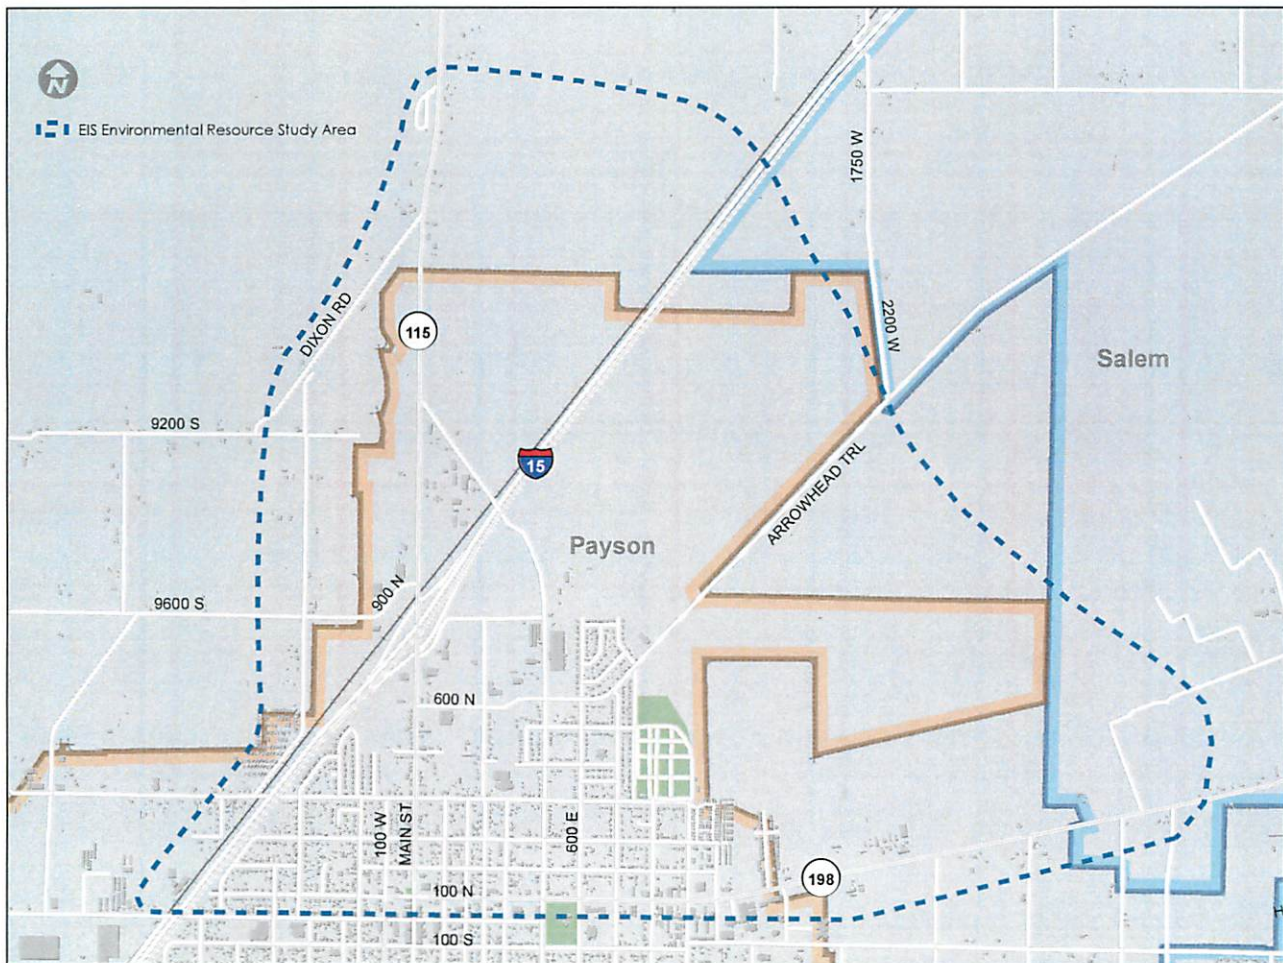 N
EIS Environmental Resource Study Area
1750 W
DIXON RD
115
2200 W
Salem
9200 S
15
ARROWHEAD TRL
Payson
900 N
9600 S
600 N
100 W
MAIN ST
600 E
198
100 N
100 S